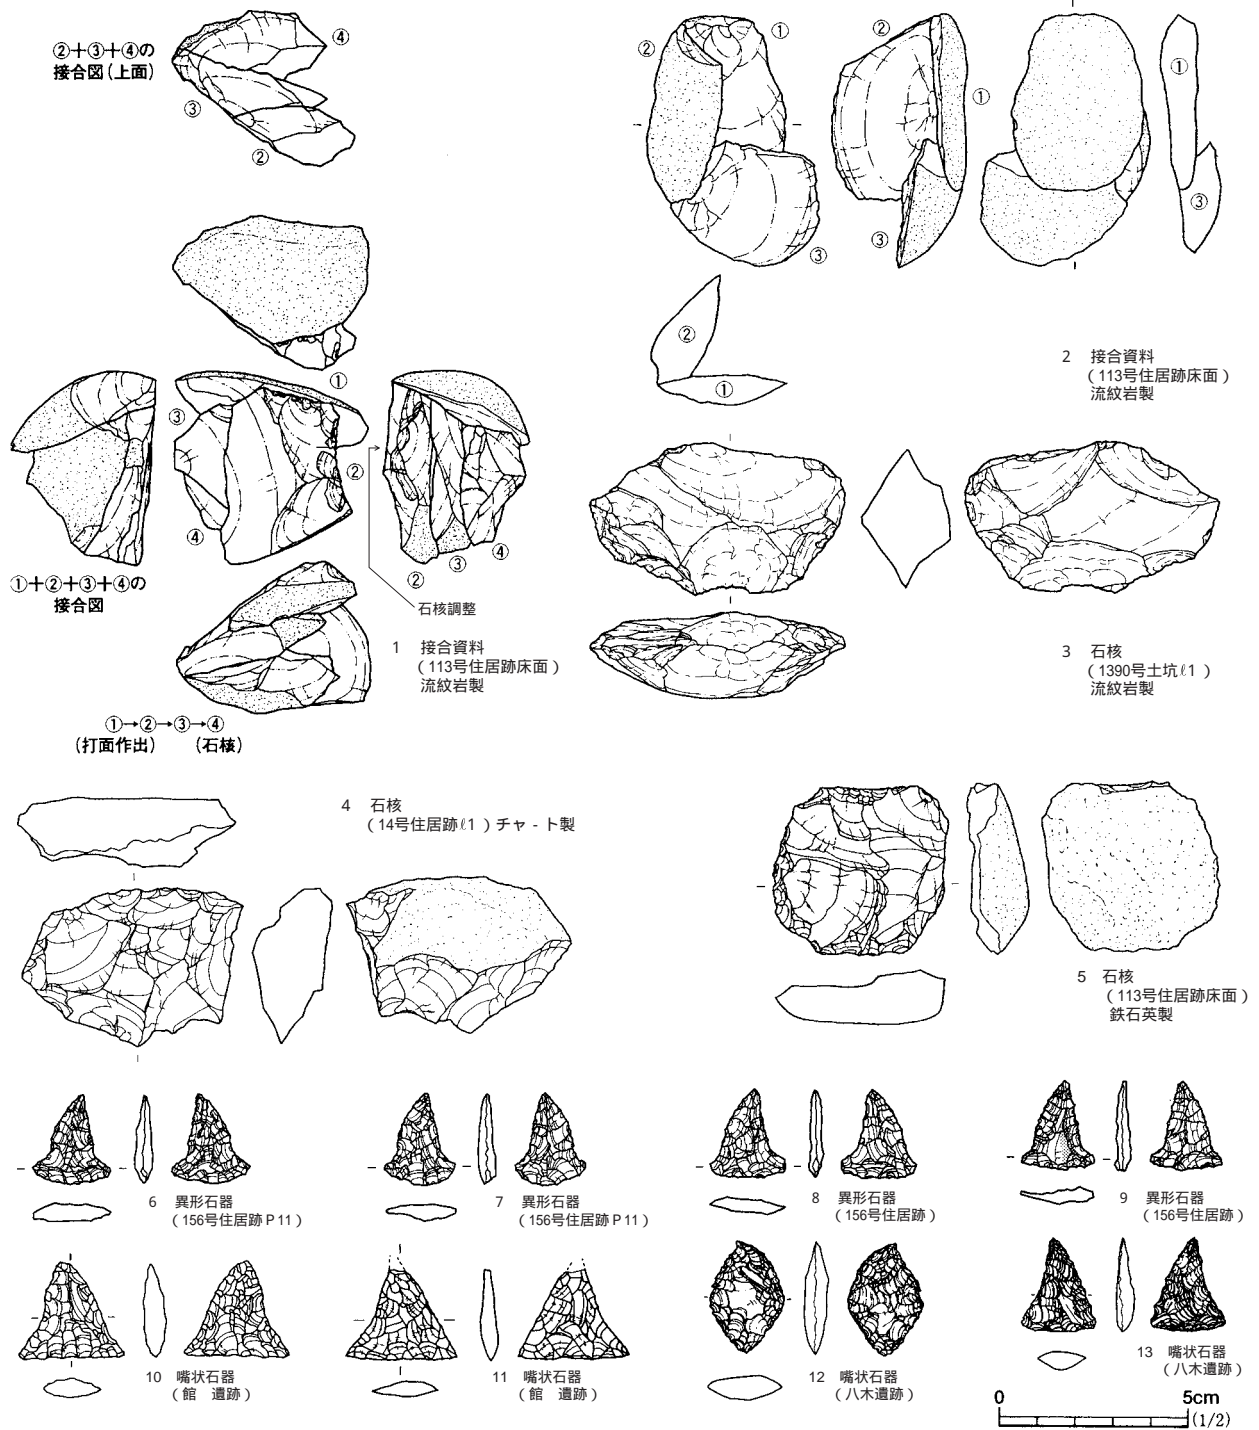 ②+③+④の
接合図(上面)
④
③
②
①
③
②
④
②
③
④
①+②+③+④の
接合図
石核調整
1 接合資料
(113号住居跡床面)
流紋岩製
①→②→③→④
(打面作出) (石核)
②
①
③
②
①
③
①
③
②
①
2 接合資料
(113号住居跡床面)
流紋岩製
3 石核
(1390号土坑ℓ1)
流紋岩製
4 石核
(14号住居跡ℓ1)チャ-ト製
5 石核
(113号住居跡床面)
鉄石英製
6 異形石器
(156号住居跡P11)
7 異形石器
(156号住居跡P11)
8 異形石器
(156号住居跡)
9 異形石器
(156号住居跡)
10 嘴状石器
(館 遺跡)
11 嘴状石器
(館 遺跡)
12 嘴状石器
(八木遺跡)
13 嘴状石器
(八木遺跡)
0 5cm
(1/2)